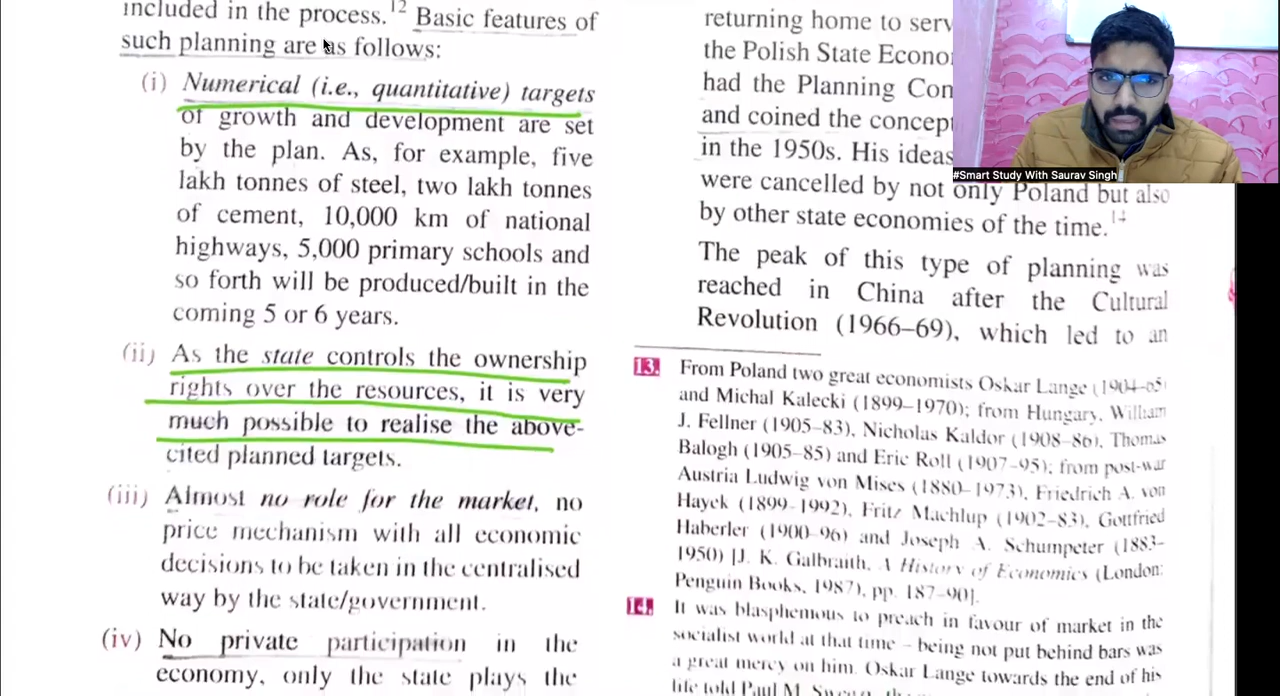 included in the process.12 Basic features of
such planning are as follows:
(i) Numerical (i.e., quantitative) targets
of growth and development are set
by the plan. As, for example, five
lakh tonnes of steel, two lakh tonnes
of cement, 10,000 km of national
highways, 5,000 primary schools and
so forth will be produced/built in the
coming 5 or 6 years.
(ii) As the state controls the ownership
rights over the resources, it is very
much possible to realise the above-
cited planned targets.
(iii) Almost no role for the market, no
price mechanism with all economic
decisions to be taken in the centralised
way by the state/government.
(iv) No private participation in the
economy, only the state plays the
returning home to serv
the Polish State Econo
had the Planning Con
and coined the concept
in the 1950s. His ideas
were cancelled by not only Poland but also
by other state economies of the time.14
The peak of this type of planning was
reached in China after the Cultural
Revolution (1966–69), which led to an
13. From Poland two great economists Oskar Lange (1904–65)
and Michal Kalecki (1899–1970); from Hungary, William
J. Fellner (1905–83), Nicholas Kaldor (1908–86), Thomas
Balogh (1905–85) and Eric Roll (1907–95); from post-war
Austria Ludwig von Mises (1880–1973), Friedrich A. von
Hayek (1899–1992), Fritz Machlup (1902–83), Gottfried
Haberler (1900–96) and Joseph A. Schumpeter (1883–
1950) [J. K. Galbraith, A History of Economics (London:
Penguin Books, 1987), pp. 187–90].
14. It was blasphemous to preach in favour of market in the
socialist world at that time – being not put behind bars was
a great mercy on him. Oskar Lange towards the end of his
life told Paul M.
#Smart Study With Saurav Singh